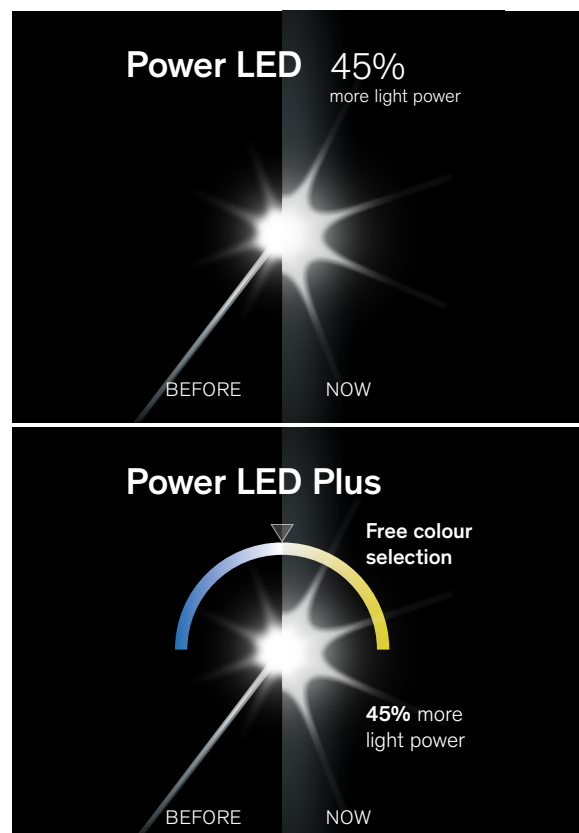 Power LED 45%
more light power
BEFORE NOW
Power LED Plus
Free colour
selection
45% more
light power
BEFORE NOW